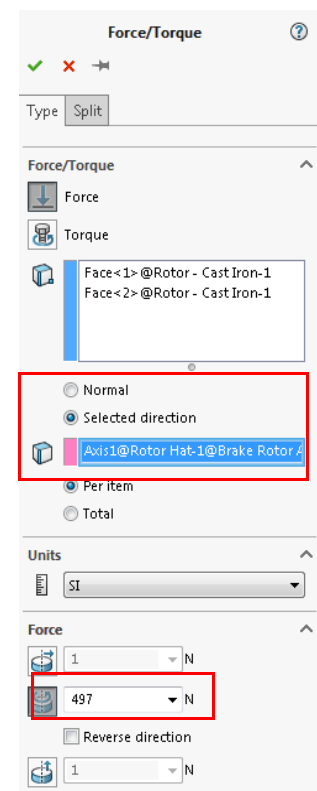 Force/Torque
Type Split
Force/Torque
Force
Torque
Face<1>@Rotor - Cast Iron-1
Face<2>@Rotor - Cast Iron-1
Normal
Selected direction
Axis1@Rotor Hat-1@Brake Rotor
Per item
Total
Units
SI
Force
1 N
497 N
Reverse direction
1 N